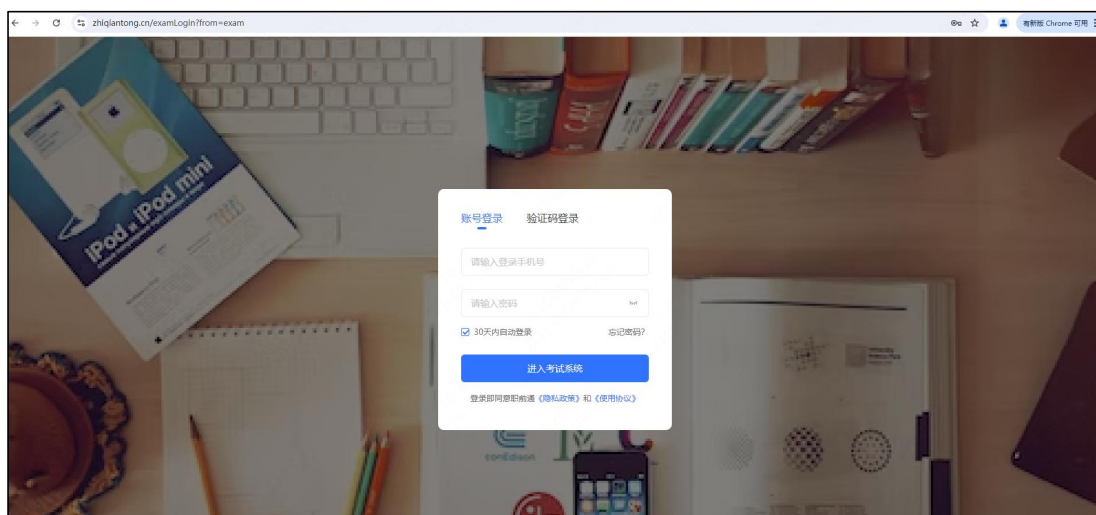 zhiqiantong.cn/examLogin?from=exam
有新版 Chrome 可用
iPod vs iPod mini
账号登录
验证码登录
请输入登录手机号
请输入密码
30天内自动登录
忘记密码?
进入考试系统
登录即同意职前通《隐私政策》和《使用协议》
conEdison